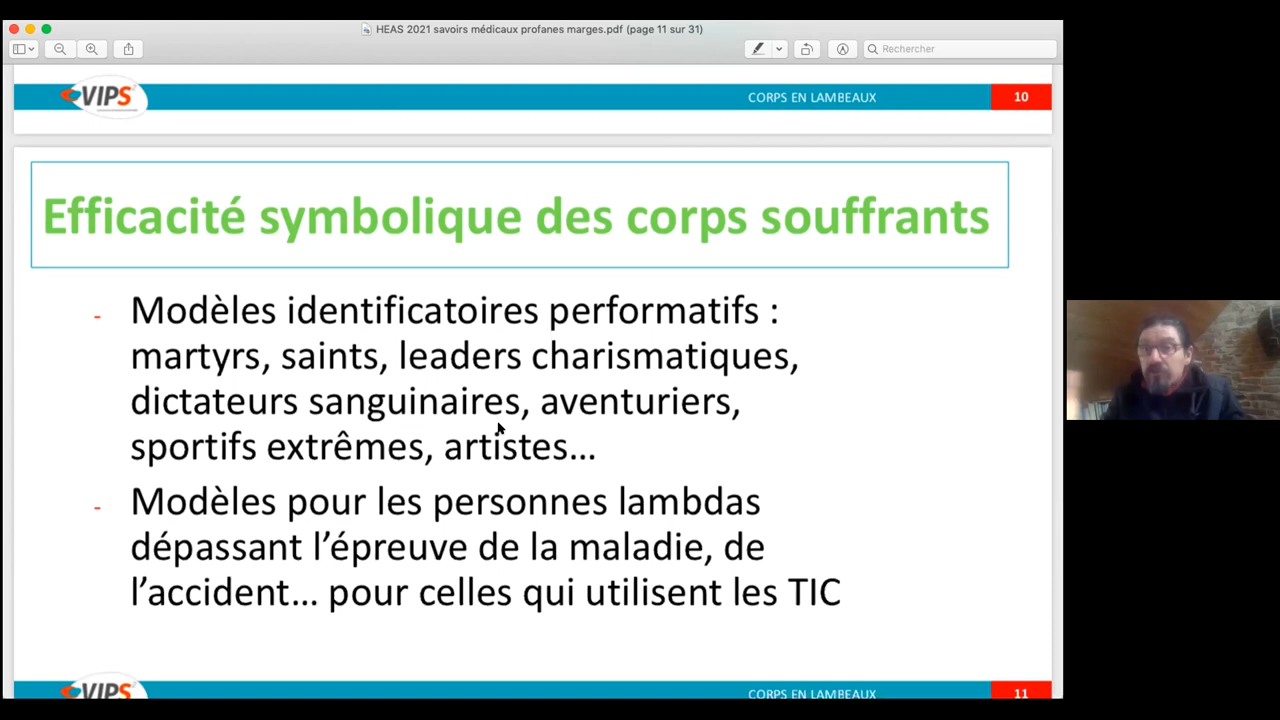 HEAS 2021 savoirs médicaux profanes marges.pdf (page 11 sur 31)
Rechercher
VIPS
CORPS EN LAMBEAUX
10
Efficacité symbolique des corps souffrants
- Modèles identificatoires performatifs :
martyrs, saints, leaders charismatiques,
dictateurs sanguinaires, aventuriers,
sportifs extrêmes, artistes...
- Modèles pour les personnes lambdas
dépassant l'épreuve de la maladie, de
l'accident... pour celles qui utilisent les TIC
VIPS
CORPS EN LAMBEAUX
11